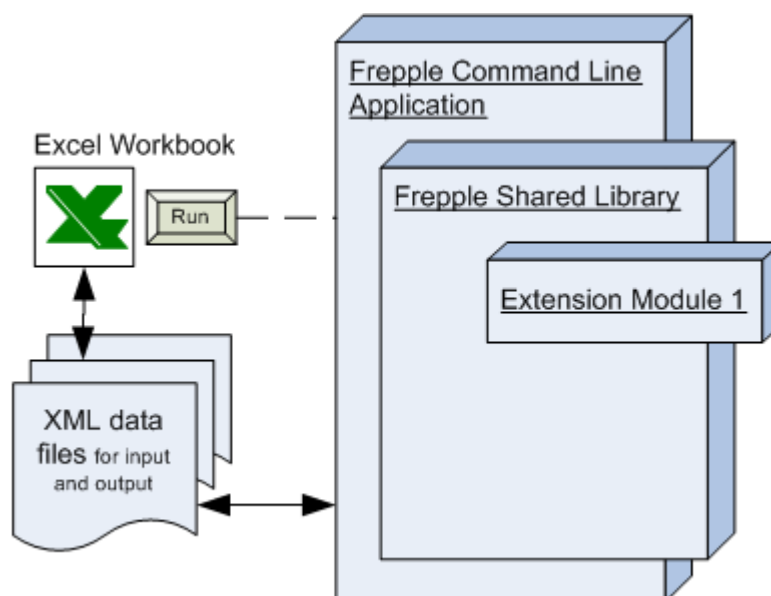 Frepple Command Line
Application
Excel Workbook
Run
Frepple Shared Library
Extension Module 1
XML data
files for input
and output